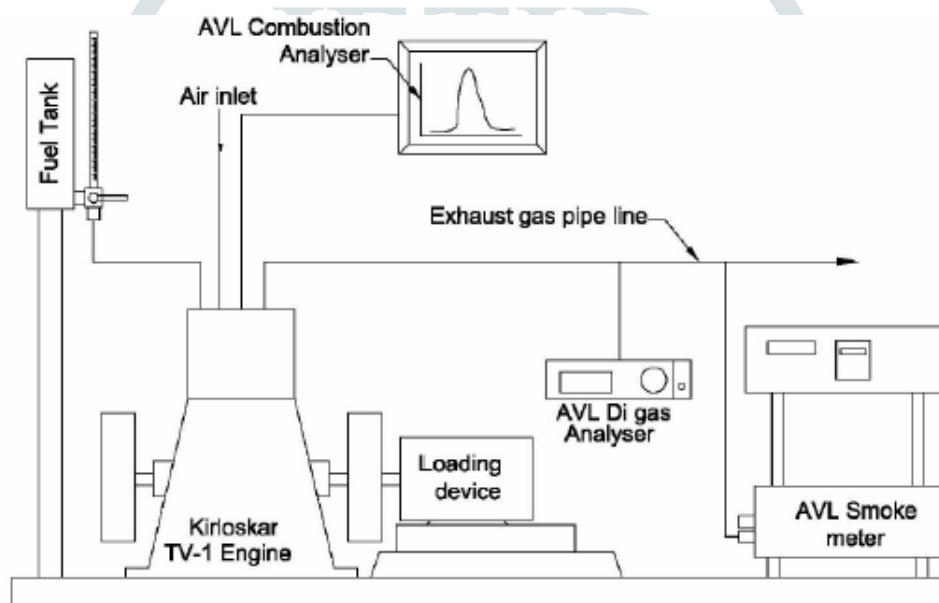 AVL Combustion
Analyser
Air inlet
Fuel Tank
Exhaust gas pipe line
AVL Di gas
Analyser
Loading
device
Kirloskar
TV-1 Engine
AVL Smoke
meter